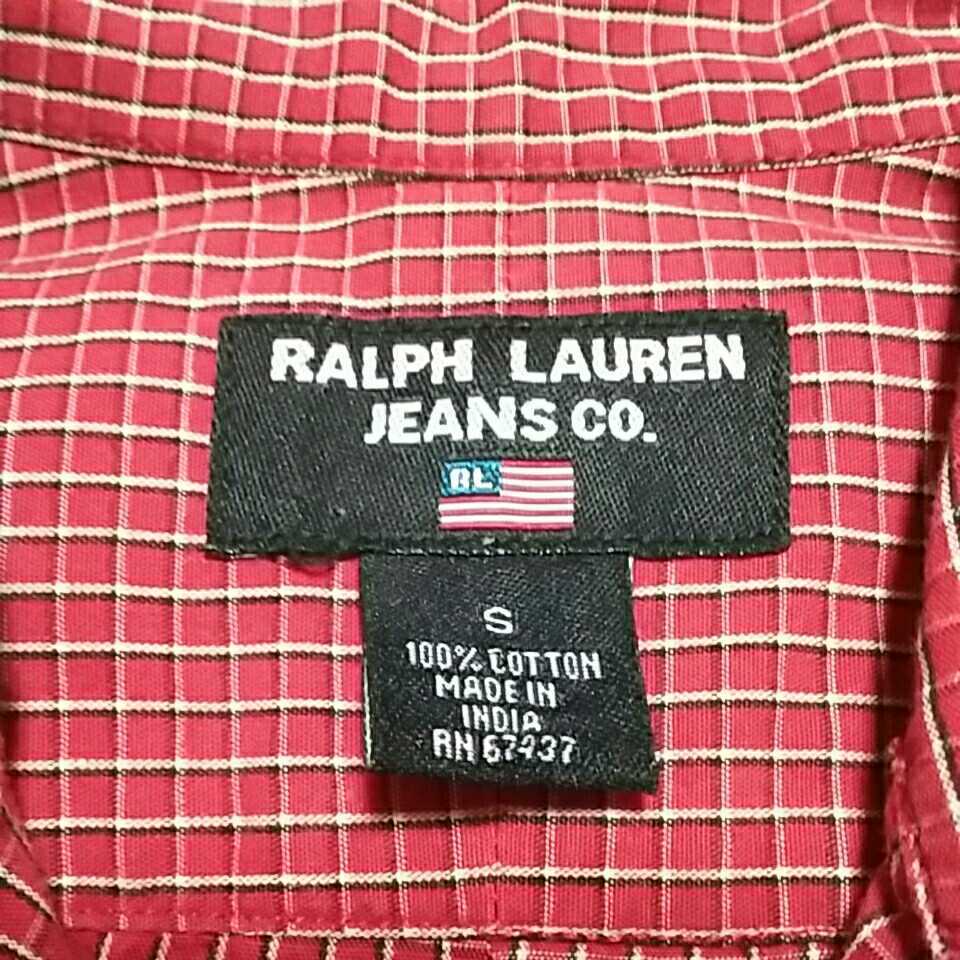 RALPH LAUREN
JEANS CO.
RL
S
100% COTTON
MADE IN
INDIA
RN 67437